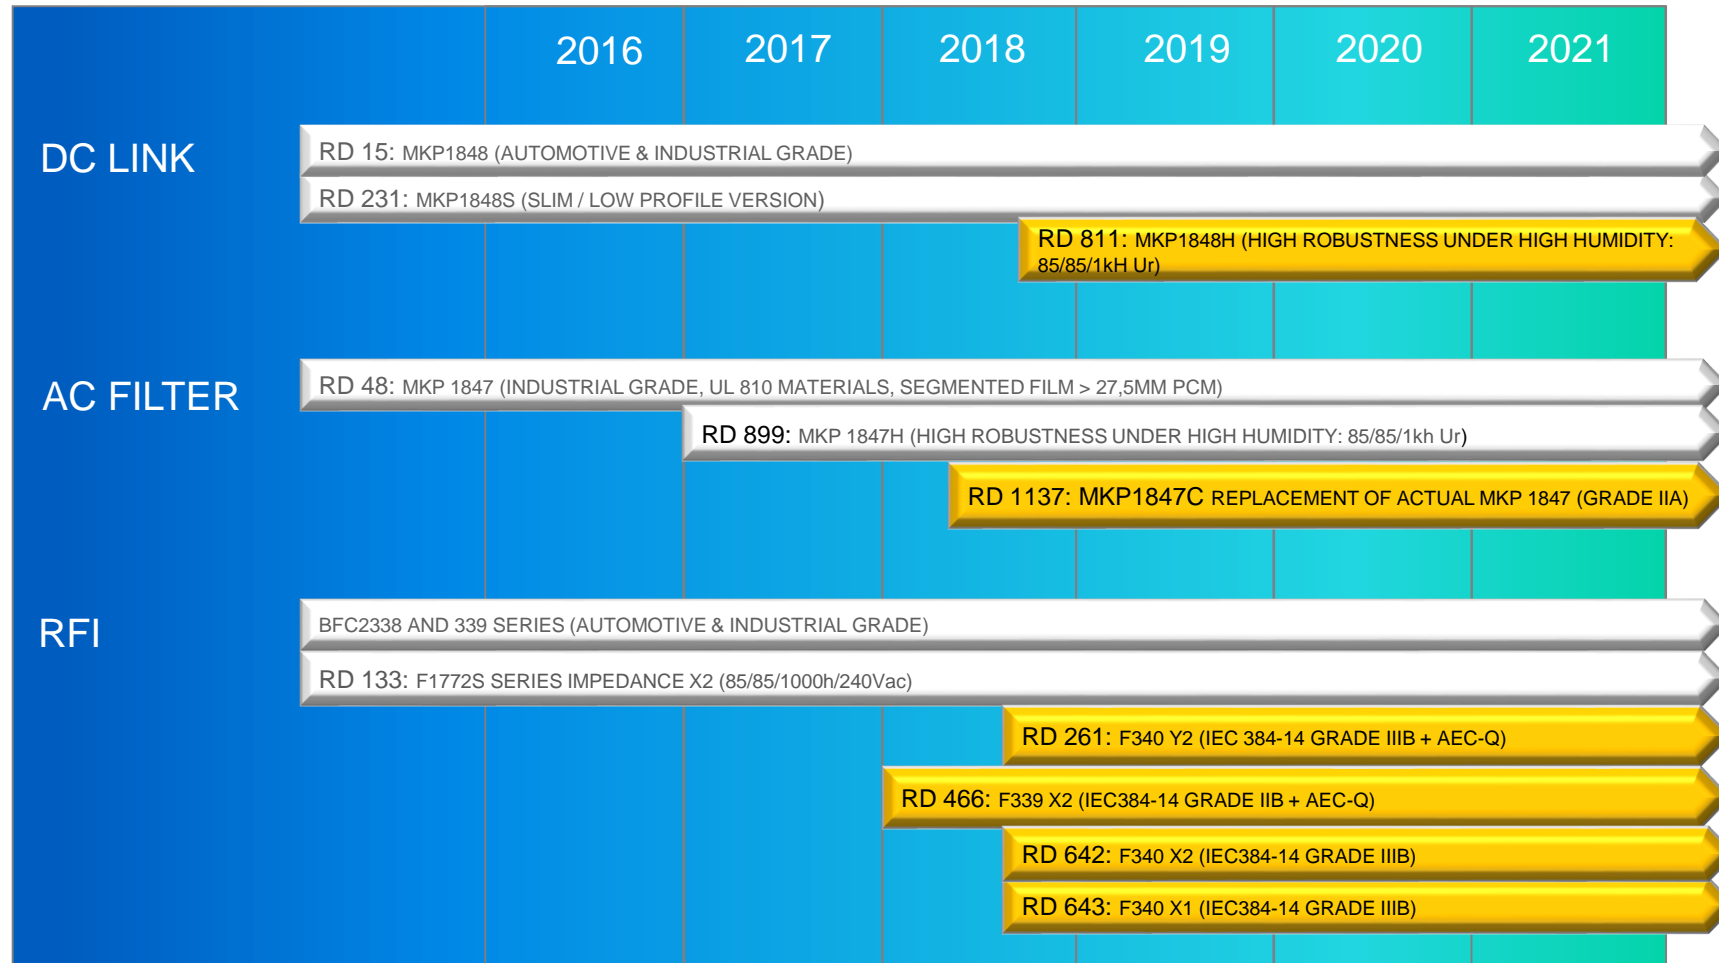 2016 2017 2018 2019 2020 2021
DC LINK
RD 15: MKP1848 (AUTOMOTIVE & INDUSTRIAL GRADE)
RD 231: MKP1848S (SLIM / LOW PROFILE VERSION)
RD 811: MKP1848H (HIGH ROBUSTNESS UNDER HIGH HUMIDITY:
85/85/1kH Ur)
AC FILTER
RD 48: MKP 1847 (INDUSTRIAL GRADE, UL 810 MATERIALS, SEGMENTED FILM > 27,5MM PCM)
RD 899: MKP 1847H (HIGH ROBUSTNESS UNDER HIGH HUMIDITY: 85/85/1kh Ur)
RD 1137: MKP1847C REPLACEMENT OF ACTUAL MKP 1847 (GRADE IIA)
RFI
BFC2338 AND 339 SERIES (AUTOMOTIVE & INDUSTRIAL GRADE)
RD 133: F1772S SERIES IMPEDANCE X2 (85/85/1000h/240Vac)
RD 261: F340 Y2 (IEC 384-14 GRADE IIIB + AEC-Q)
RD 466: F339 X2 (IEC384-14 GRADE IIB + AEC-Q)
RD 642: F340 X2 (IEC384-14 GRADE IIIB)
RD 643: F340 X1 (IEC384-14 GRADE IIIB)